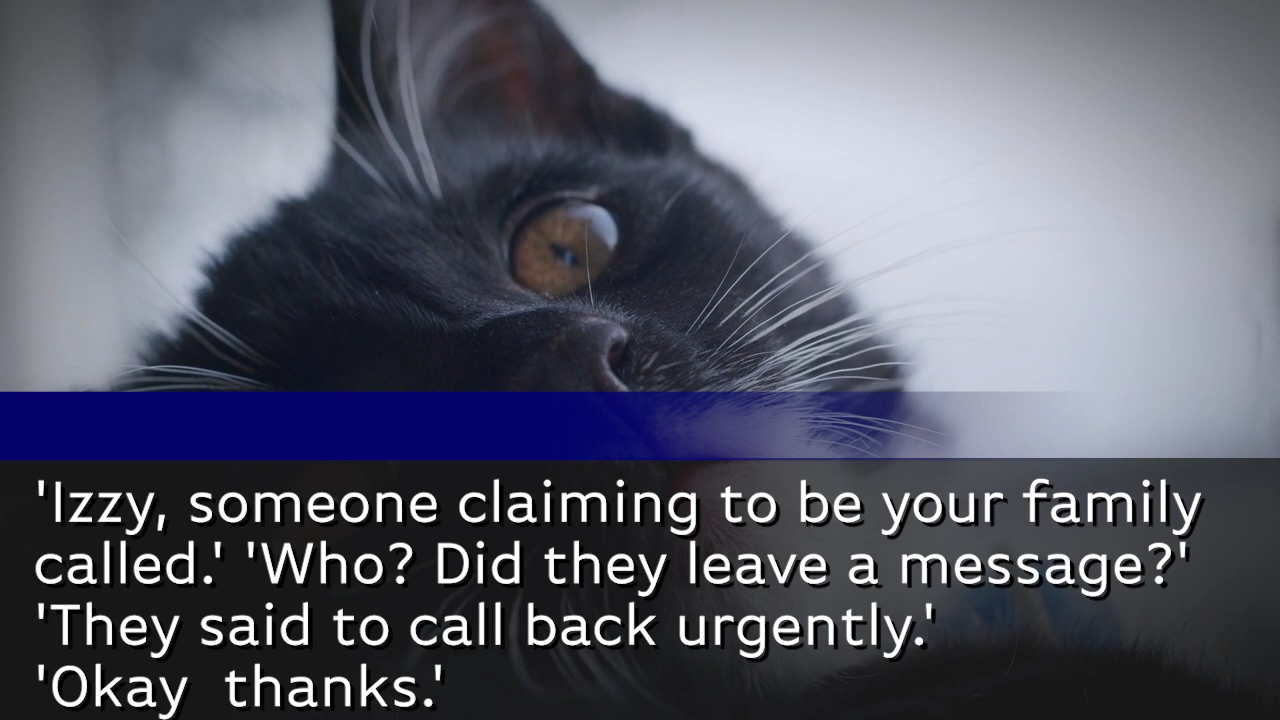 'Izzy, someone claiming to be your family
called.' 'Who? Did they leave a message?'
'They said to call back urgently.'
'Okay  thanks.'